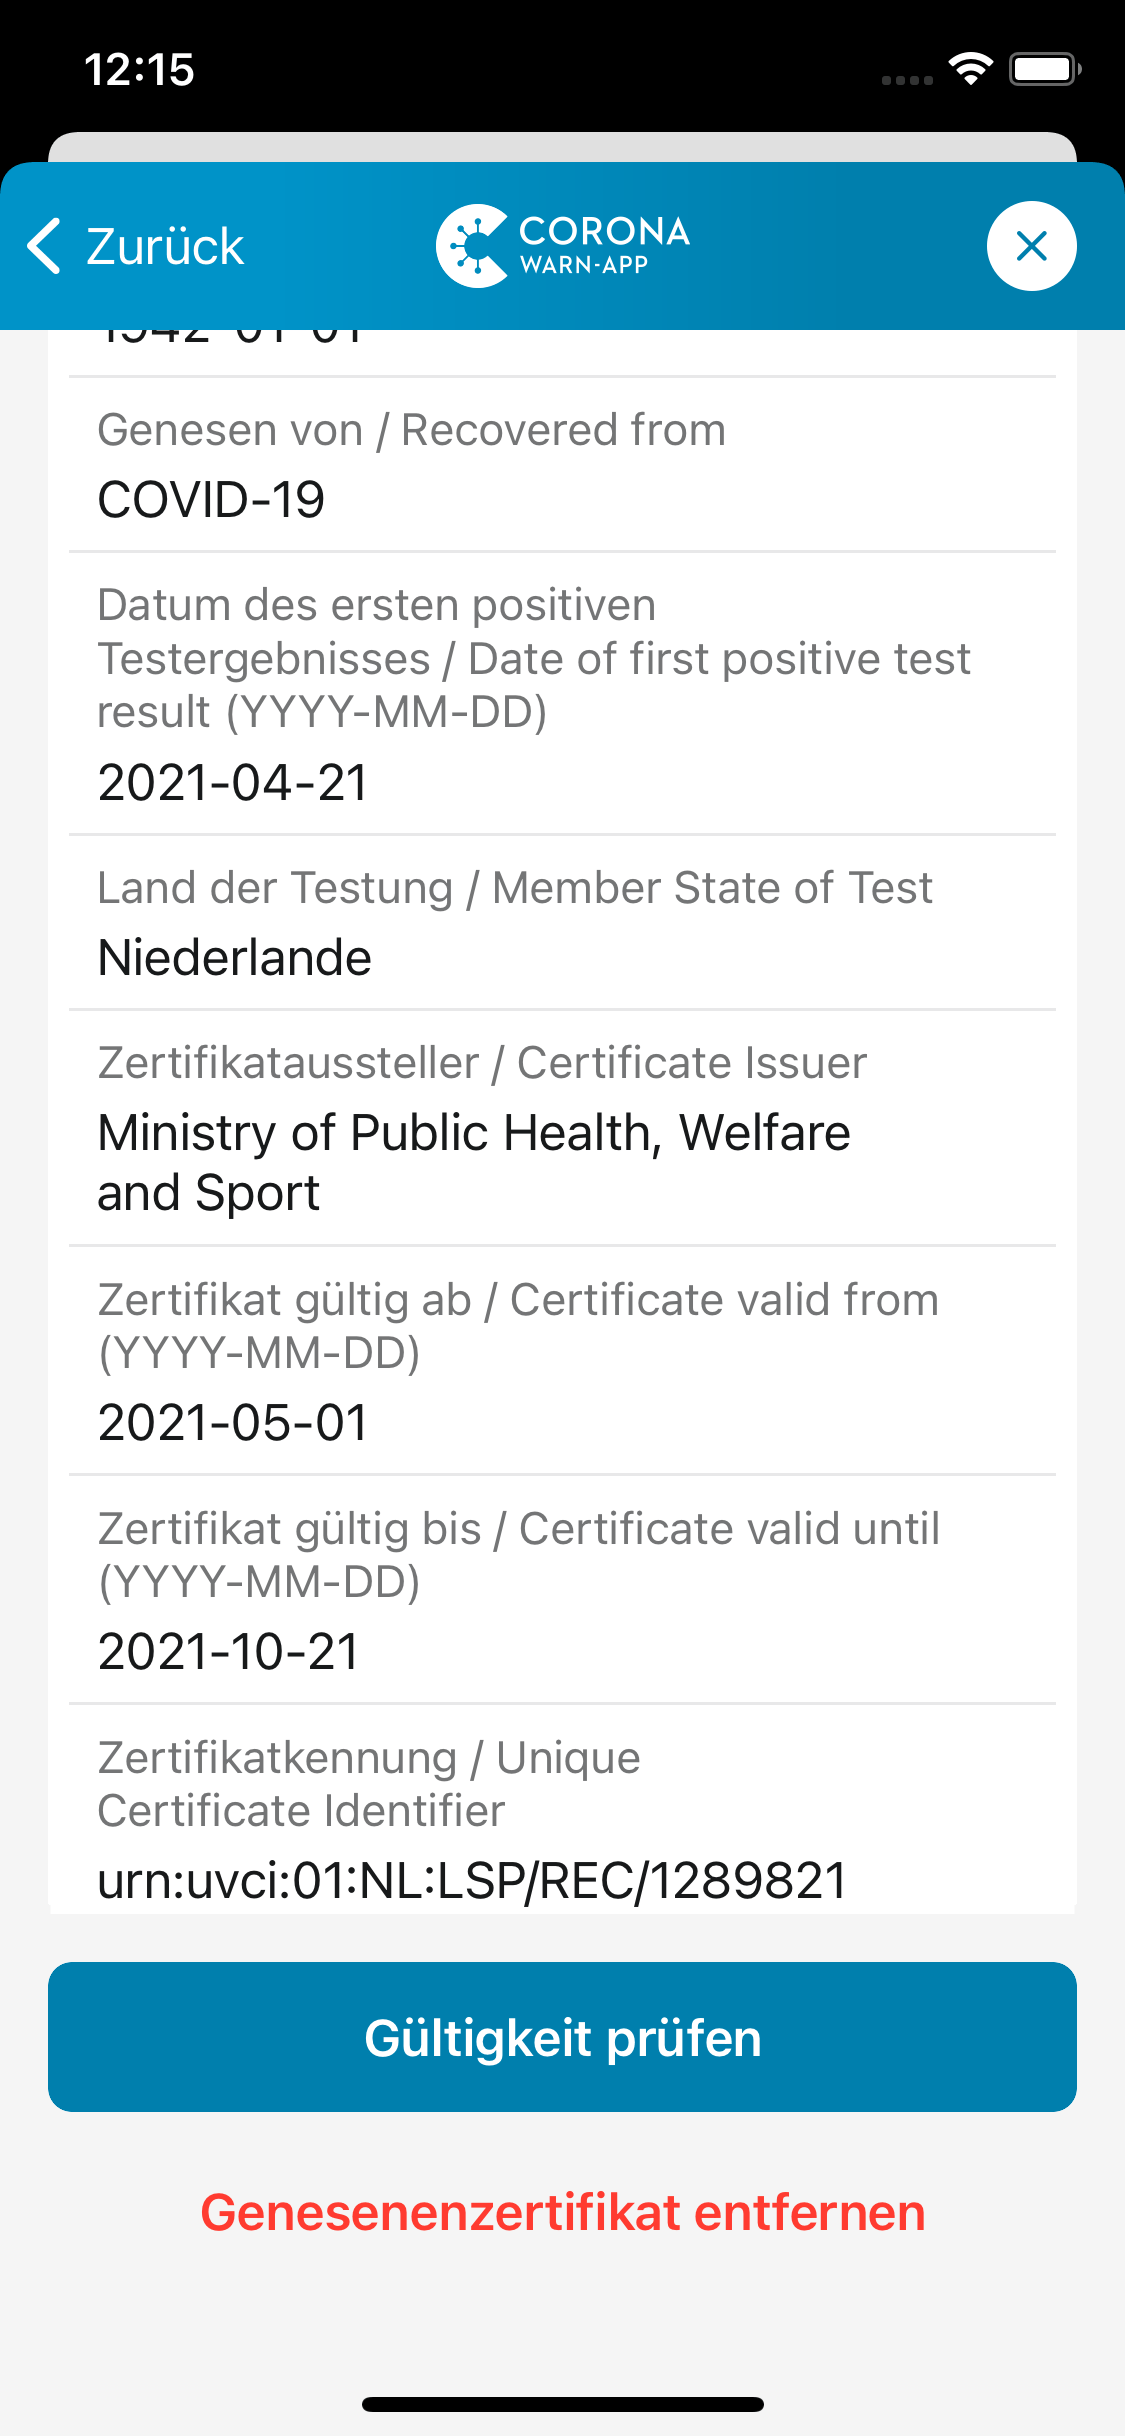 12:15
Zurück
CORONA
WARN-APP
1942-01-01
Genesen von / Recovered from
COVID-19
Datum des ersten positiven
Testergebnisses / Date of first positive test
result (YYYY-MM-DD)
2021-04-21
Land der Testung / Member State of Test
Niederlande
Zertifikataussteller / Certificate Issuer
Ministry of Public Health, Welfare
and Sport
Zertifikat gültig ab / Certificate valid from
(YYYY-MM-DD)
2021-05-01
Zertifikat gültig bis / Certificate valid until
(YYYY-MM-DD)
2021-10-21
Zertifikatkennung / Unique
Certificate Identifier
urn:uvci:01:NL:LSP/REC/1289821
Gültigkeit prüfen
Genesenenzertifikat entfernen